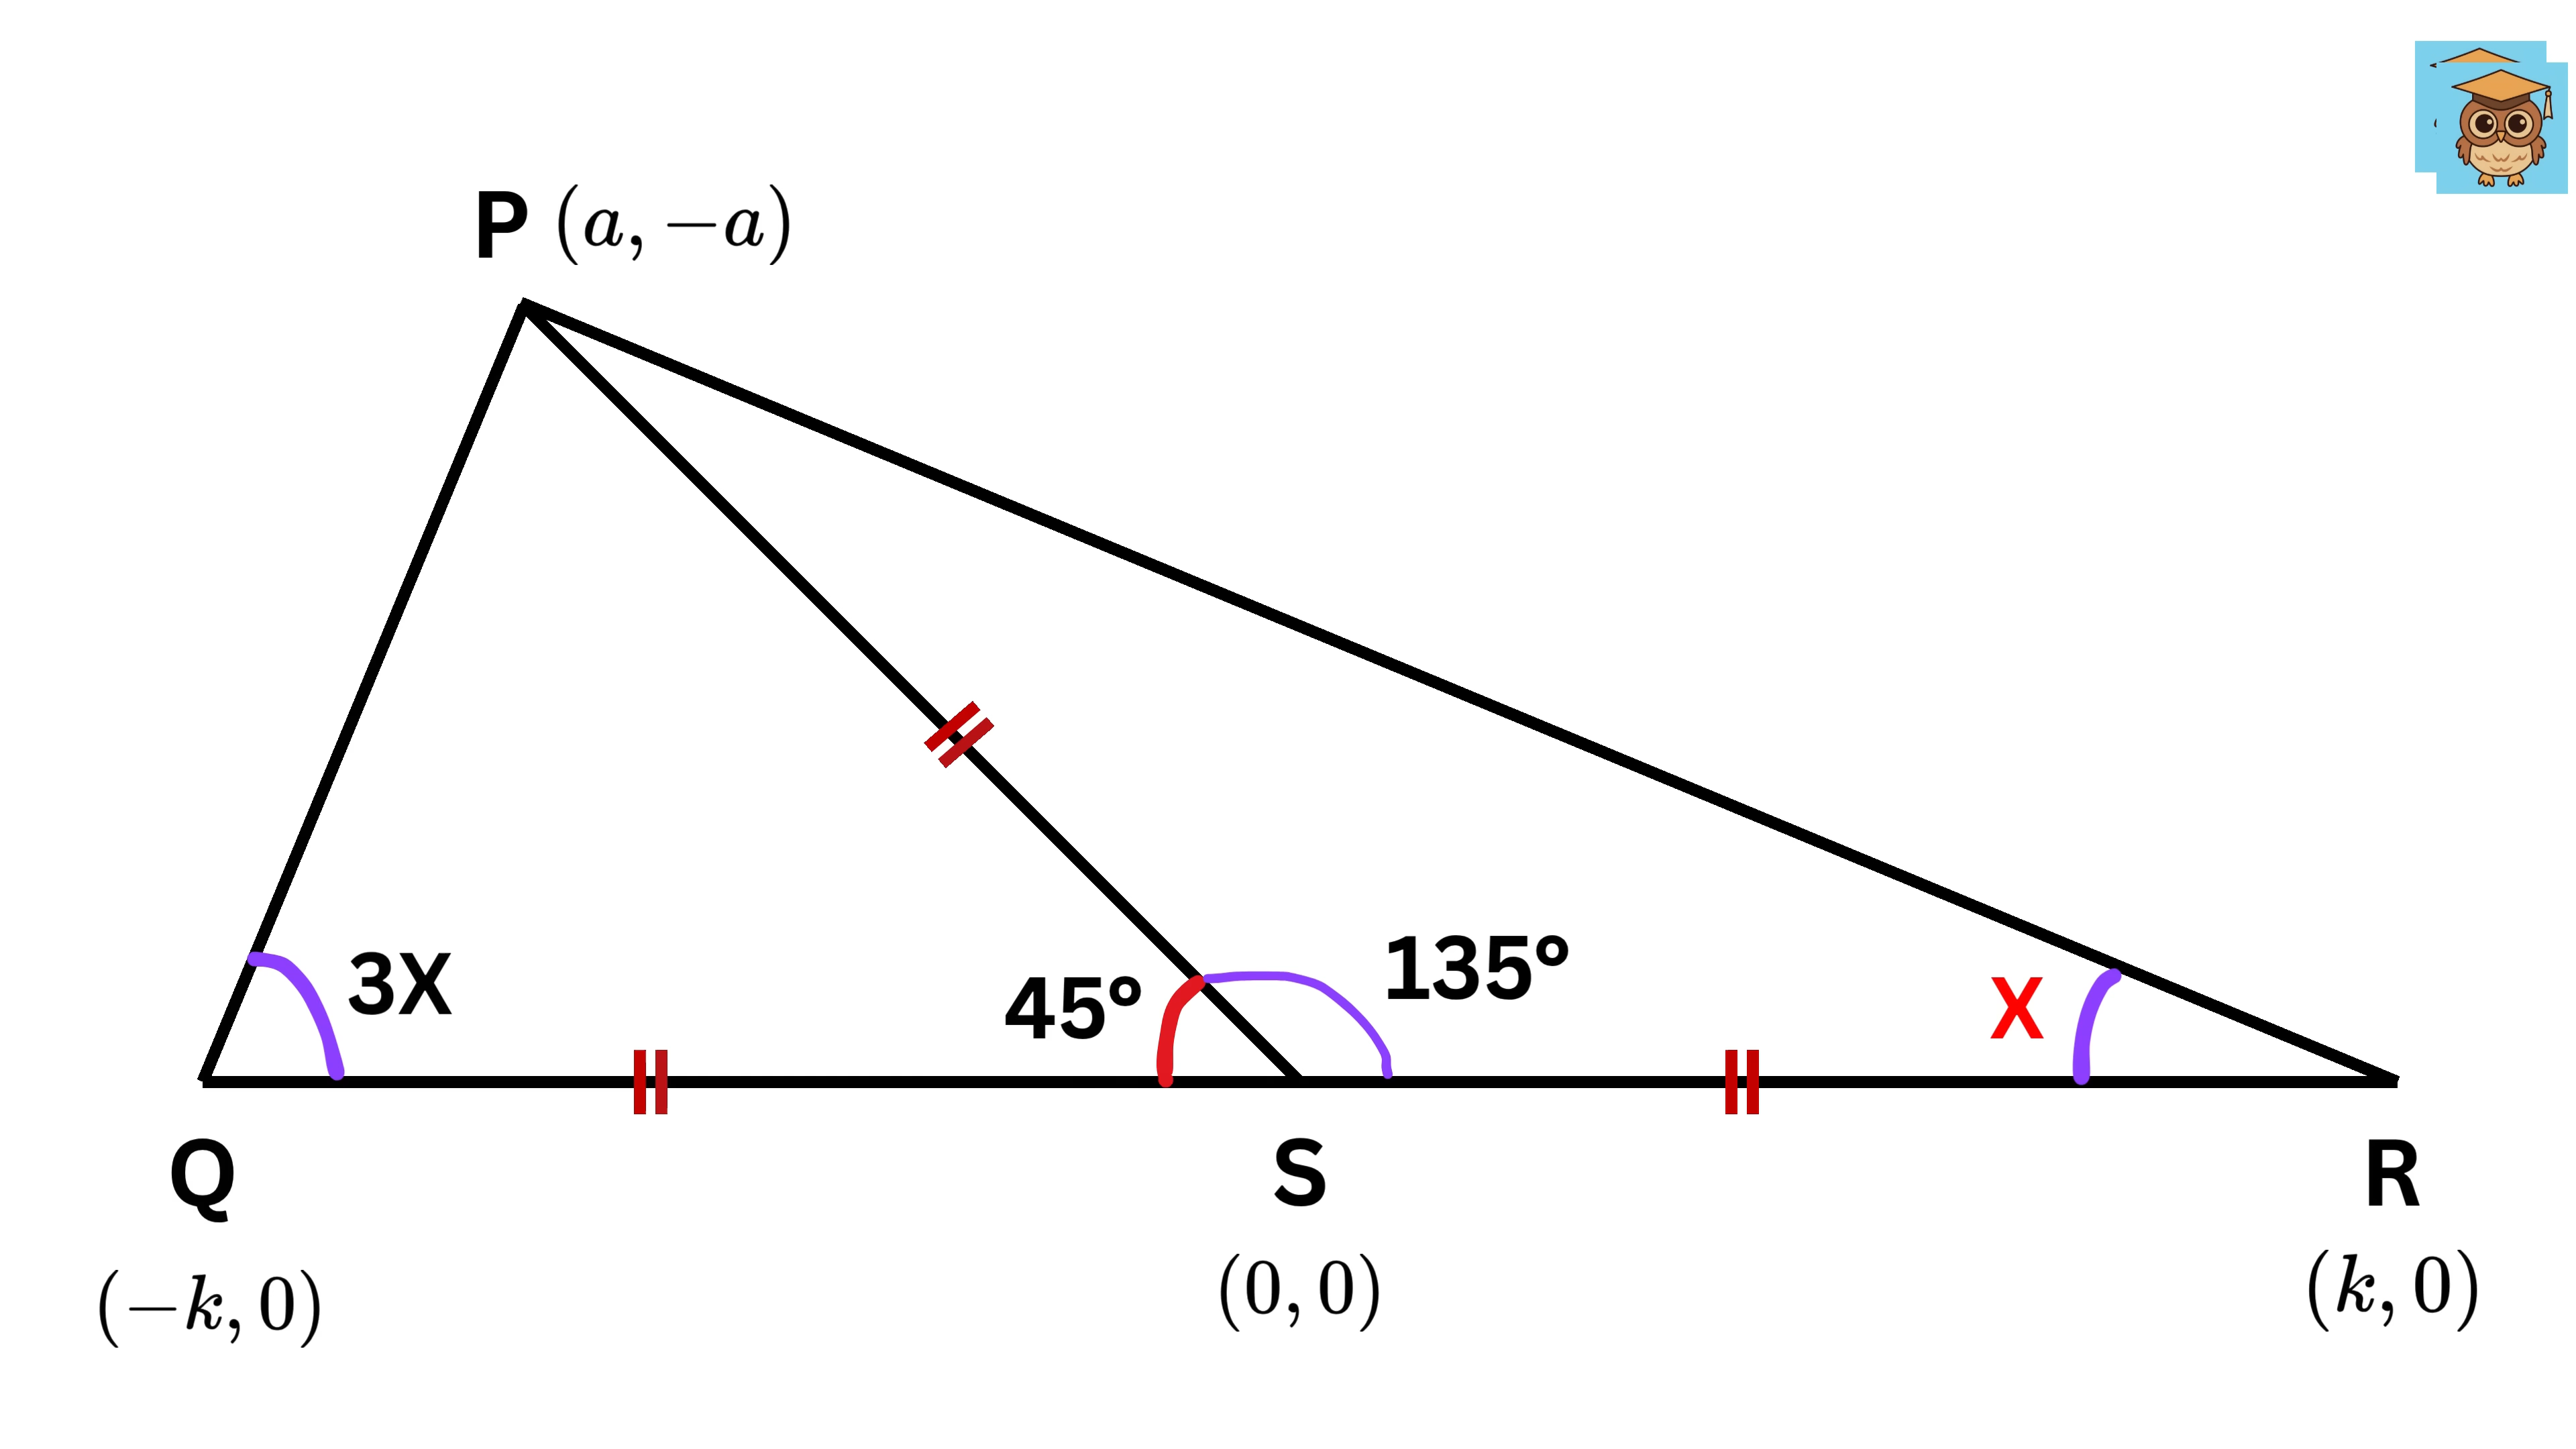 P (a, −a)
3X
45°
135°
X
Q
S
R
(−k, 0)
(0, 0)
(k, 0)